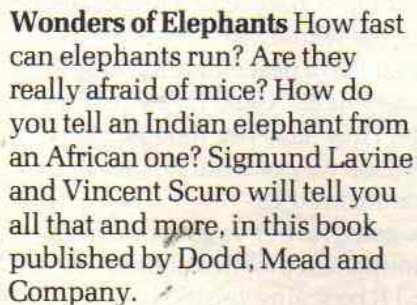 Wonders of Elephants How fast
can elephants run? Are they
really afraid of mice? How do
you tell an Indian elephant from
an African one? Sigmund Lavine
and Vincent Scuro will tell you
all that and more, in this book
published by Dodd, Mead and
Company.